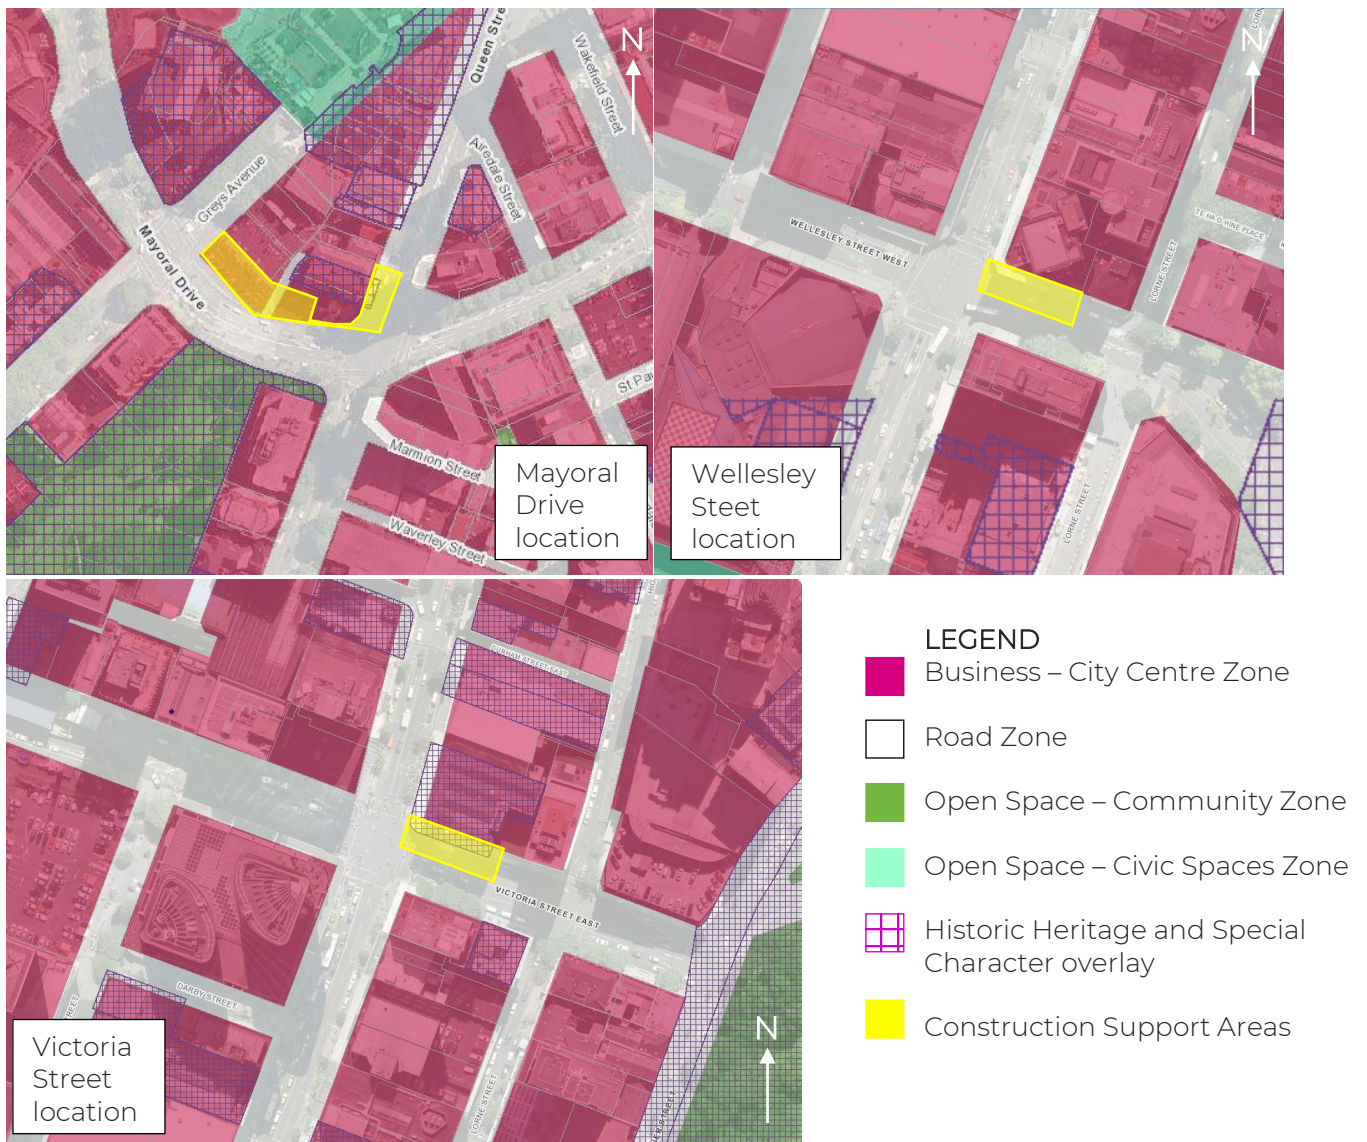 Queen Stre
Wakefield Street
N
Airedale Street
Greys Avenue
Mayoral Drive
St Pau
Marmion Street
Waverley Street
Mayoral
Drive
location
N
WELLESLEY STREET WEST
TE HA O HINE PLACE
LORNE STREET
LORNE STREET
Wellesley
Steet
location
DURHAM STREET EAST
HIG
VICTORIA STREET EAST
DARBY STREET
STREET
LORNE STREET
N
Victoria
Street
location
LEGEND
Business – City Centre Zone
Road Zone
Open Space – Community Zone
Open Space – Civic Spaces Zone
Historic Heritage and Special
Character overlay
Construction Support Areas